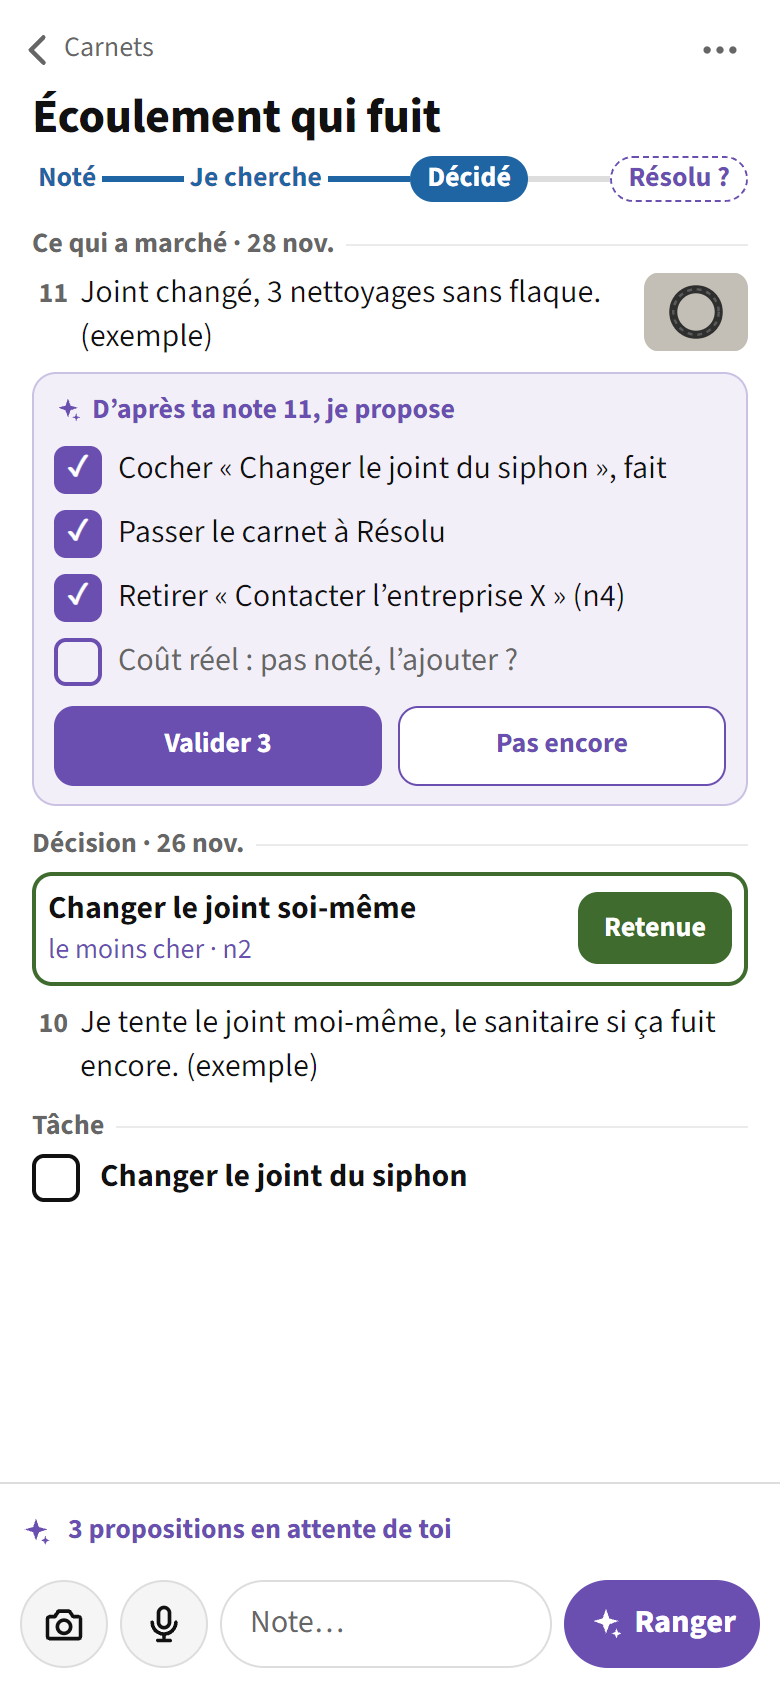 Carnets
Écoulement qui fuit
Noté Je cherche Décidé Résolu ?
Ce qui a marché · 28 nov.
11 Joint changé, 3 nettoyages sans flaque.
(exemple)
D’après ta note 11, je propose
Cocher « Changer le joint du siphon », fait
Passer le carnet à Résolu
Retirer « Contacter l’entreprise X » (n4)
Coût réel : pas noté, l’ajouter ?
Valider 3 Pas encore
Décision · 26 nov.
Changer le joint soi-même
le moins cher · n2
Retenue
10 Je tente le joint moi-même, le sanitaire si ça fuit
encore. (exemple)
Tâche
Changer le joint du siphon
3 propositions en attente de toi
Note… Ranger